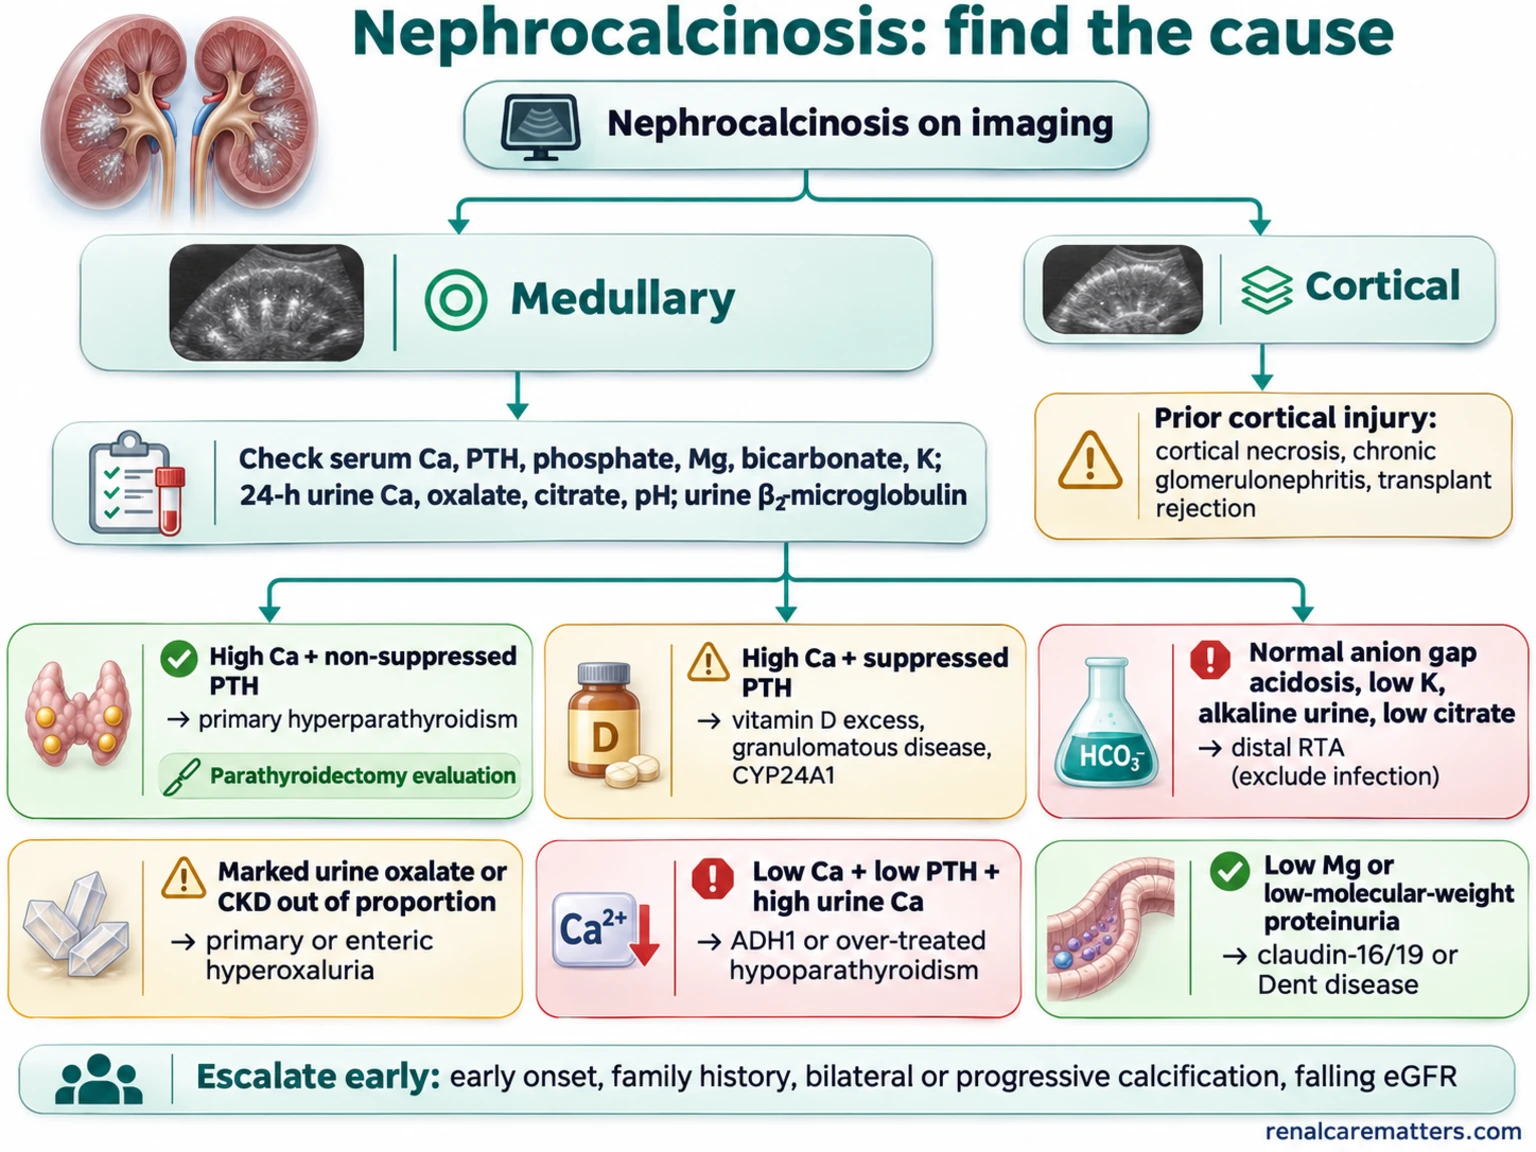 Nephrocalcinosis: find the cause
Nephrocalcinosis on imaging
Medullary
Cortical
Check serum Ca, PTH, phosphate, Mg, bicarbonate, K;
24-h urine Ca, oxalate, citrate, pH; urine β₂-microglobulin
Prior cortical injury:
cortical necrosis, chronic
glomerulonephritis, transplant
rejection
High Ca + non-suppressed
PTH
→ primary hyperparathyroidism
Parathyroidectomy evaluation
D
High Ca + suppressed
PTH
→ vitamin D excess,
granulomatous disease,
CYP24A1
HCO₃⁻
Normal anion gap
acidosis, low K,
alkaline urine, low citrate
→ distal RTA
(exclude infection)
Marked urine oxalate or
CKD out of proportion
→ primary or enteric
hyperoxaluria
Ca²⁺
Low Ca + low PTH +
high urine Ca
→ ADH1 or over-treated
hypoparathyroidism
Low Mg or
low-molecular-weight
proteinuria
→ claudin-16/19 or
Dent disease
Escalate early: early onset, family history, bilateral or progressive calcification, falling eGFR
renalcarematters.com